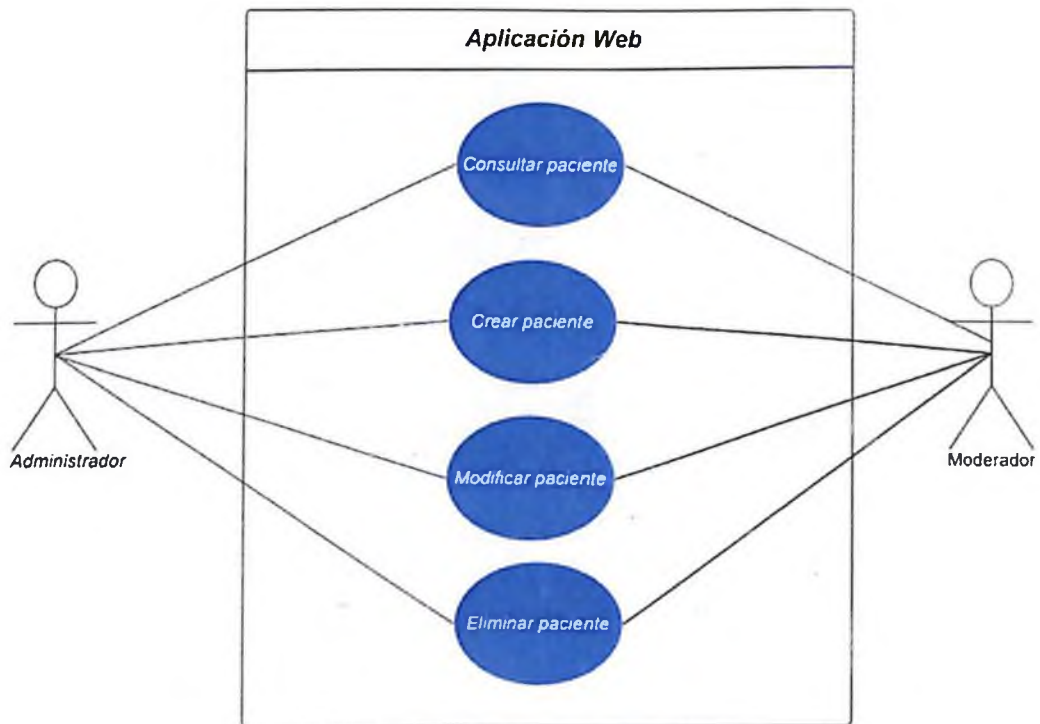 Aplicación Web
Consultar paciente
Crear paciente
Modificar paciente
Eliminar paciente
Administrador
Moderador